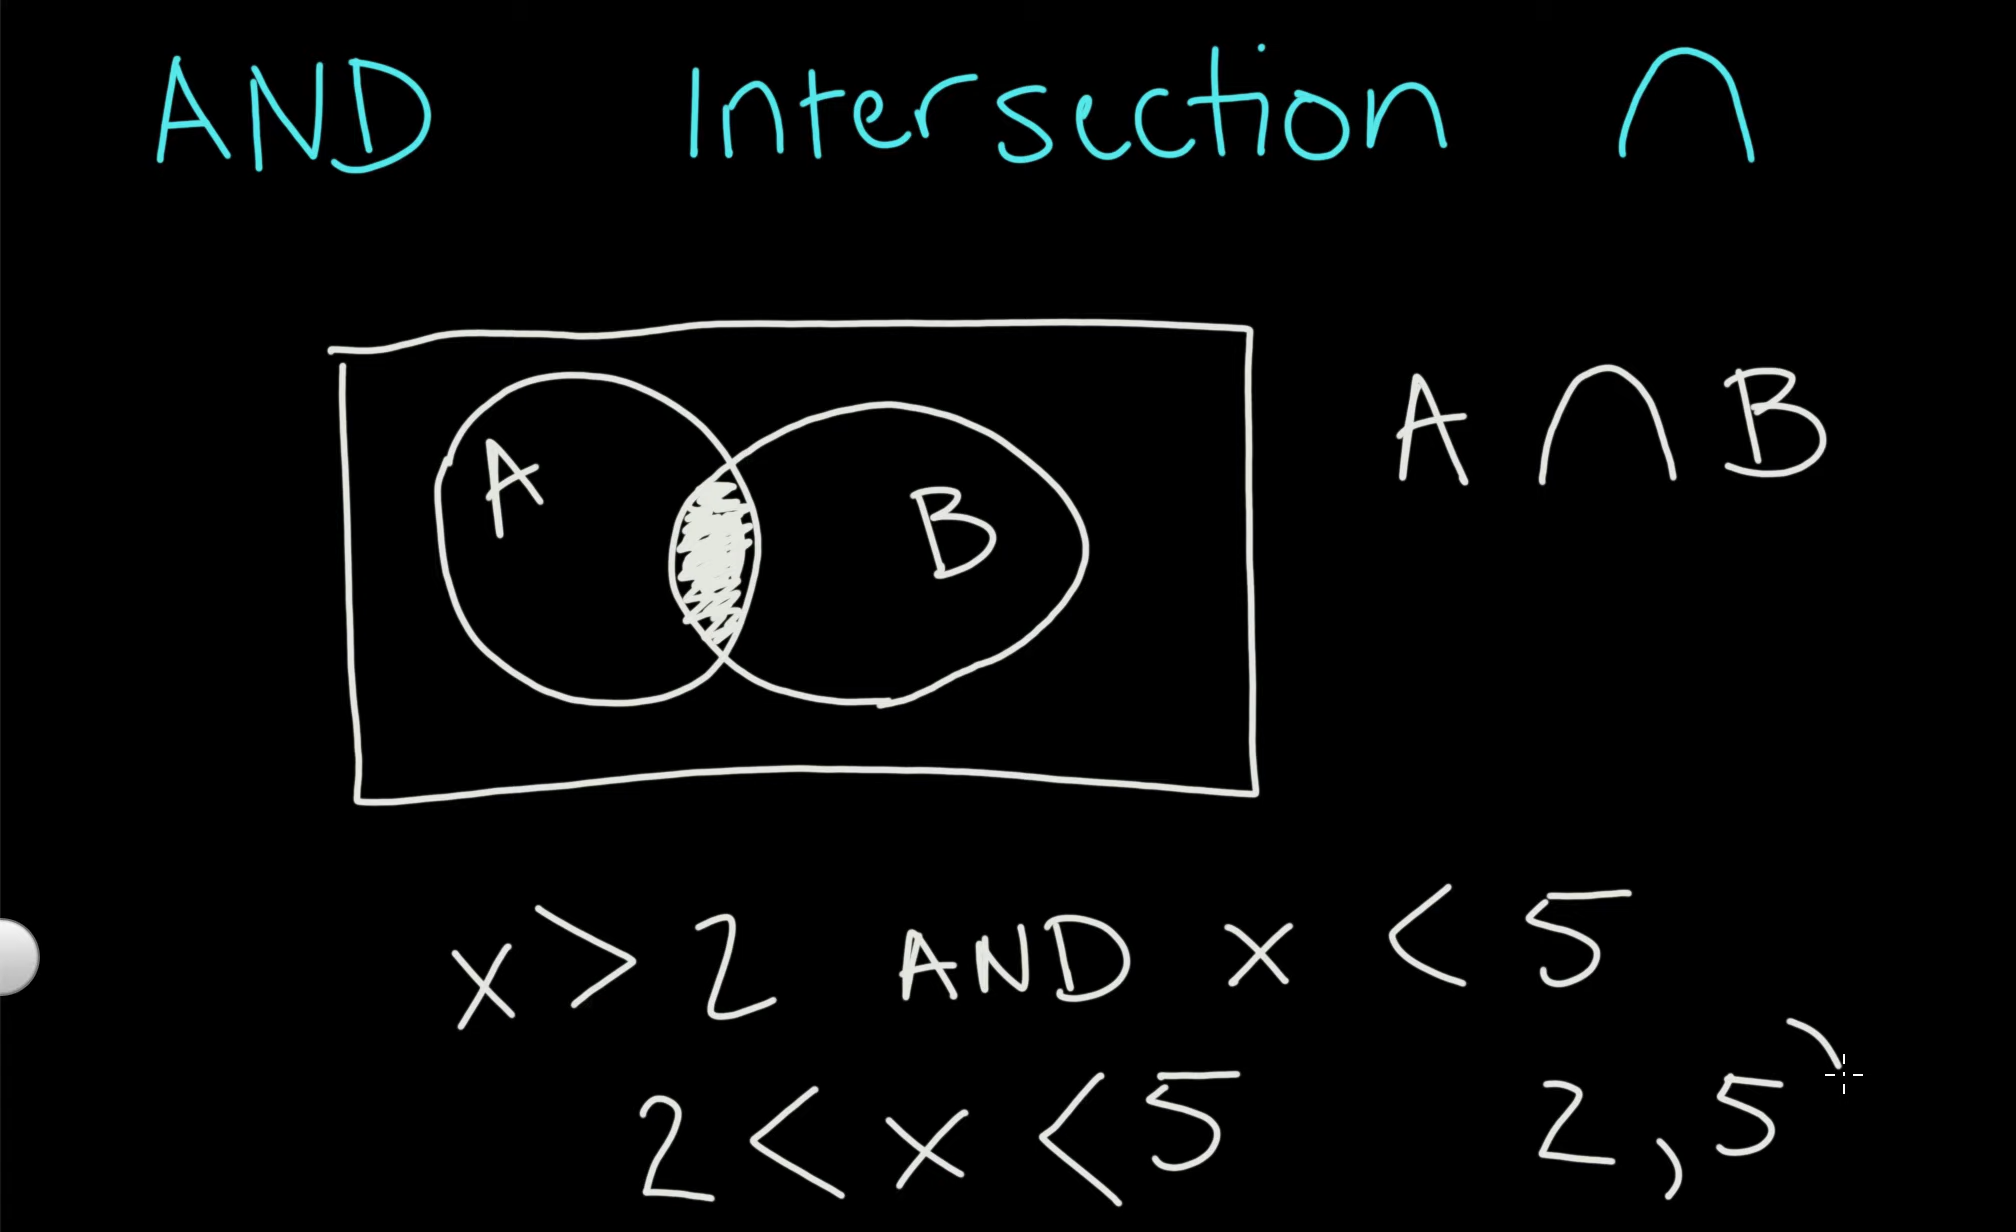 AND Intersection ∩
A B A ∩ B
x > 2 AND x < 5
2 < x < 5 2,5)